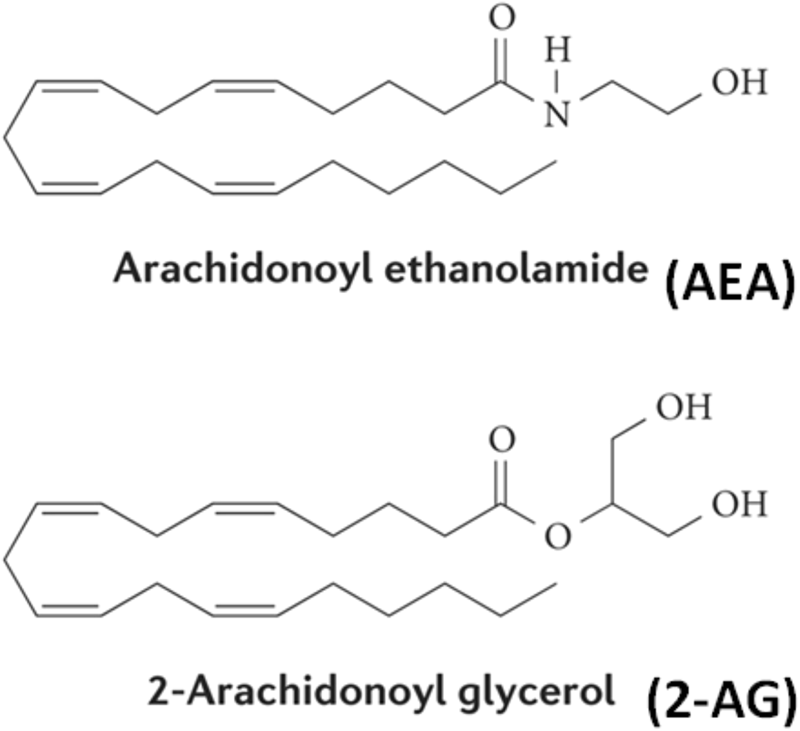 O
H
N
OH
Arachidonoyl ethanolamide (AEA)
OH
O
OH
O
2-Arachidonoyl glycerol (2-AG)